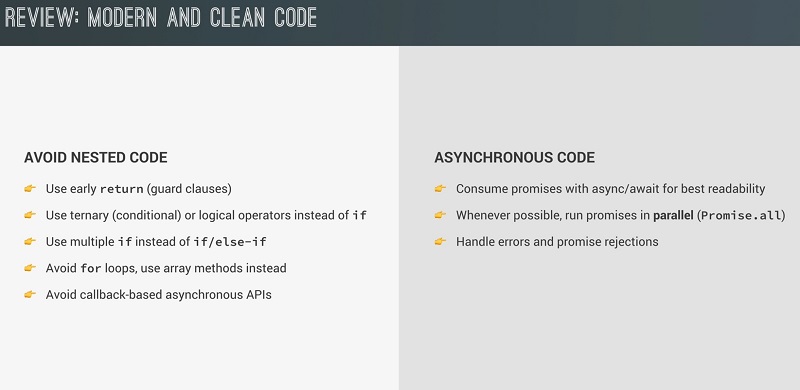 REVIEW: MODERN AND CLEAN CODE
AVOID NESTED CODE
👉 Use early return (guard clauses)
👉 Use ternary (conditional) or logical operators instead of if
👉 Use multiple if instead of if/else-if
👉 Avoid for loops, use array methods instead
👉 Avoid callback-based asynchronous APIs
ASYNCHRONOUS CODE
👉 Consume promises with async/await for best readability
👉 Whenever possible, run promises in parallel (Promise.all)
👉 Handle errors and promise rejections